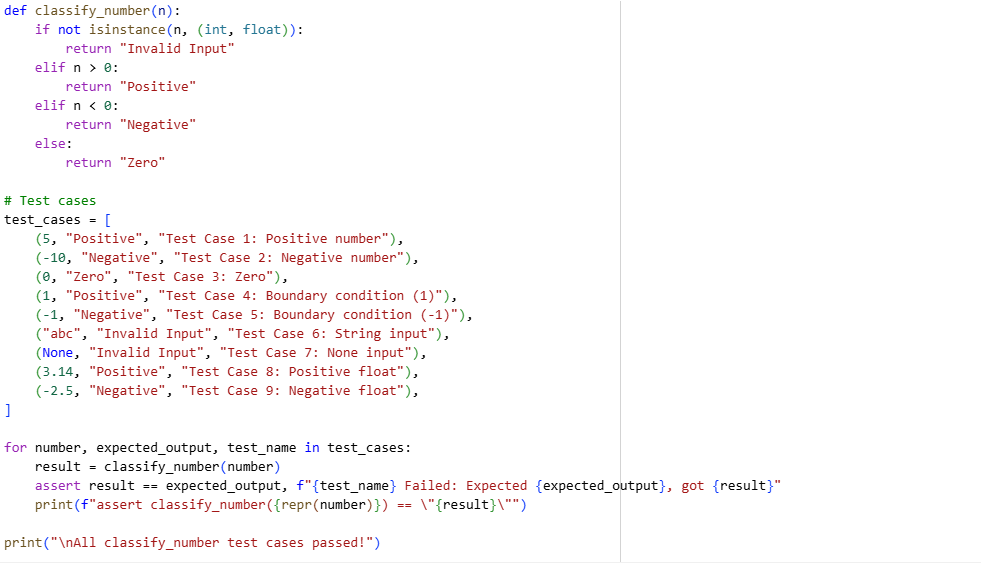 def classify_number(n):
    if not isinstance(n, (int, float)):
        return "Invalid Input"
    elif n > 0:
        return "Positive"
    elif n < 0:
        return "Negative"
    else:
        return "Zero"

# Test cases
test_cases = [
    (5, "Positive", "Test Case 1: Positive number"),
    (-10, "Negative", "Test Case 2: Negative number"),
    (0, "Zero", "Test Case 3: Zero"),
    (1, "Positive", "Test Case 4: Boundary condition (1)"),
    (-1, "Negative", "Test Case 5: Boundary condition (-1)"),
    ("abc", "Invalid Input", "Test Case 6: String input"),
    (None, "Invalid Input", "Test Case 7: None input"),
    (3.14, "Positive", "Test Case 8: Positive float"),
    (-2.5, "Negative", "Test Case 9: Negative float"),
]

for number, expected_output, test_name in test_cases:
    result = classify_number(number)
    assert result == expected_output, f"{test_name} Failed: Expected {expected_output}, got {result}"
    print(f"assert classify_number({repr(number)}) == \"{result}\"")

print("\nAll classify_number test cases passed!")